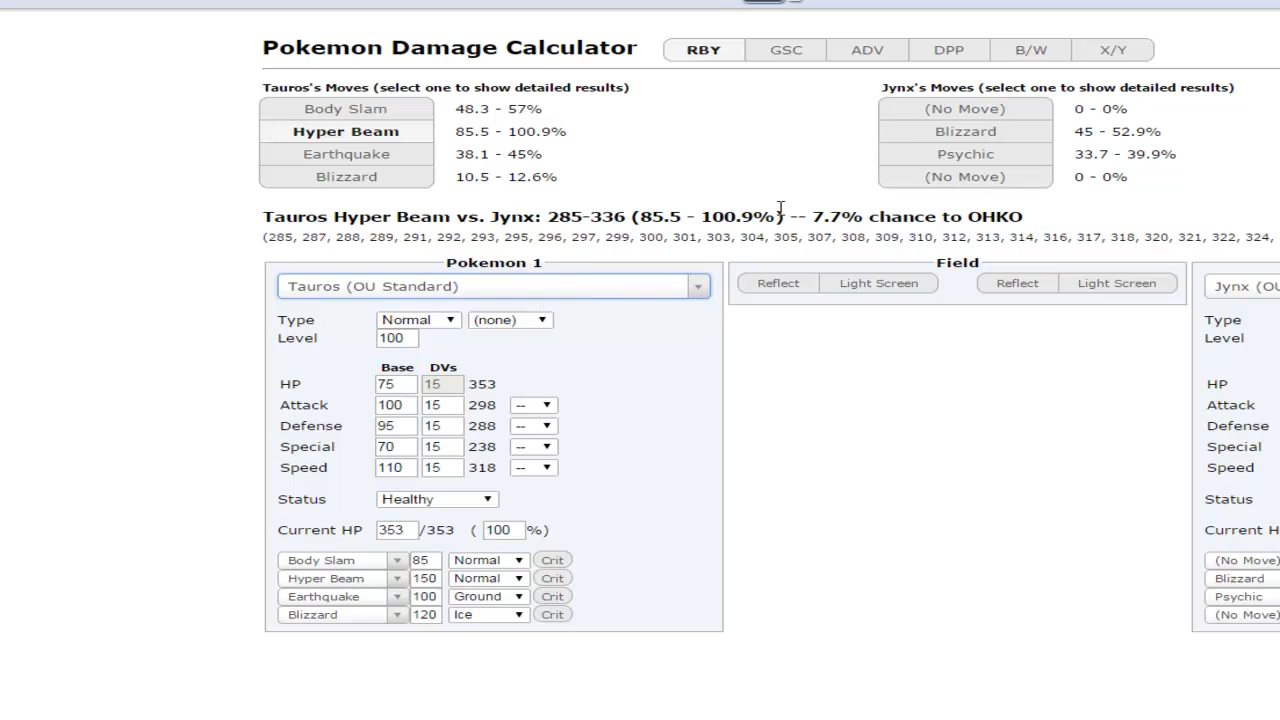 Pokemon Damage Calculator RBY GSC ADV DPP B/W X/Y
Tauros's Moves (select one to show detailed results) Jynx's Moves (select one to show detailed results)
Body Slam 48.3 - 57% (No Move) 0 - 0%
Hyper Beam 85.5 - 100.9% Blizzard 45 - 52.9%
Earthquake 38.1 - 45% Psychic 33.7 - 39.9%
Blizzard 10.5 - 12.6% (No Move) 0 - 0%
Tauros Hyper Beam vs. Jynx: 285-336 (85.5 - 100.9%) -- 7.7% chance to OHKO
(285, 287, 288, 289, 291, 292, 293, 295, 296, 297, 299, 300, 301, 303, 304, 305, 307, 308, 309, 310, 312, 313, 314, 316, 317, 318, 320, 321, 322, 324,
Pokemon 1 Field
Tauros (OU Standard) Reflect Light Screen Reflect Light Screen Jynx (OU
Type Normal (none) Type
Level 100 Level
Base DVs
HP 75 15 353 HP
Attack 100 15 298 -- Attack
Defense 95 15 288 -- Defense
Special 70 15 238 -- Special
Speed 110 15 318 -- Speed
Status Healthy Status
Current HP 353 /353 ( 100 %) Current H
Body Slam 85 Normal Crit (No Move)
Hyper Beam 150 Normal Crit Blizzard
Earthquake 100 Ground Crit Psychic
Blizzard 120 Ice Crit (No Move)